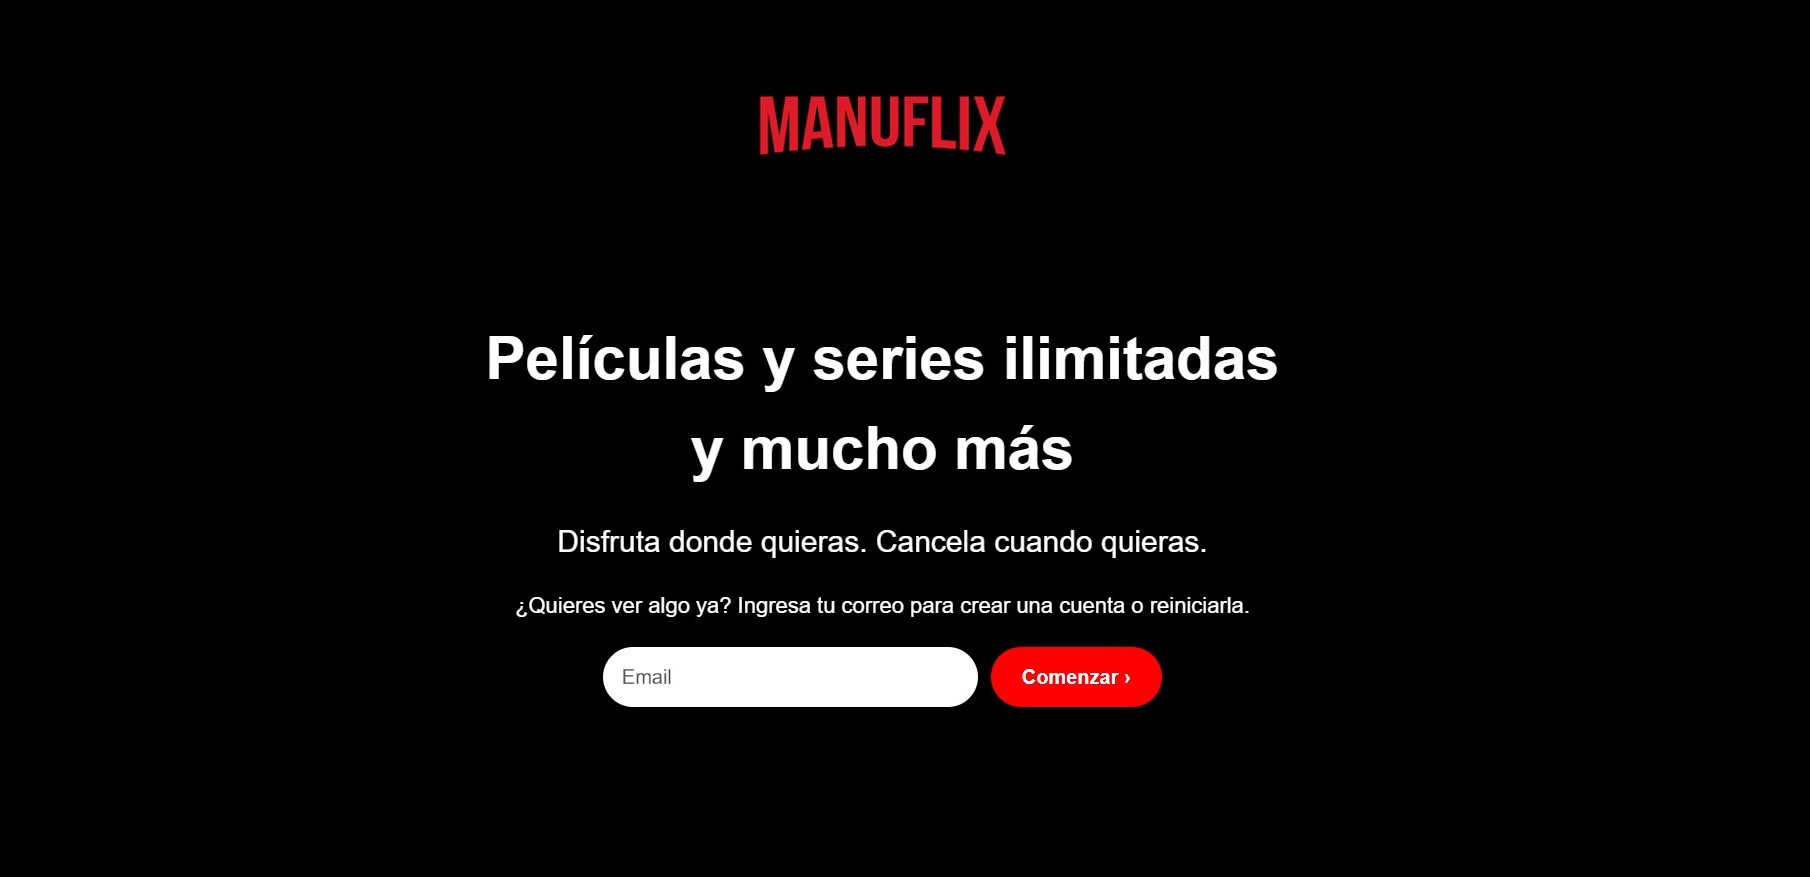 MANUFLIX
Películas y series ilimitadas
y mucho más
Disfruta donde quieras. Cancela cuando quieras.
¿Quieres ver algo ya? Ingresa tu correo para crear una cuenta o reiniciarla.
Email
Comenzar ›